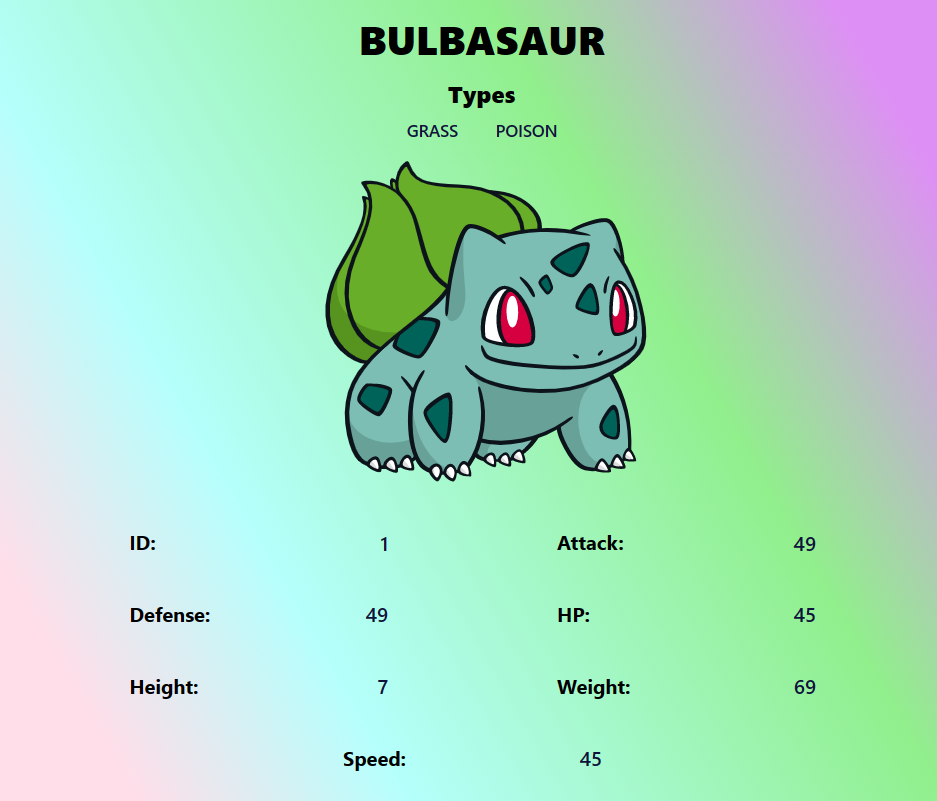 BULBASAUR
Types
GRASS POISON
ID: 1 Attack: 49
Defense: 49 HP: 45
Height: 7 Weight: 69
Speed: 45